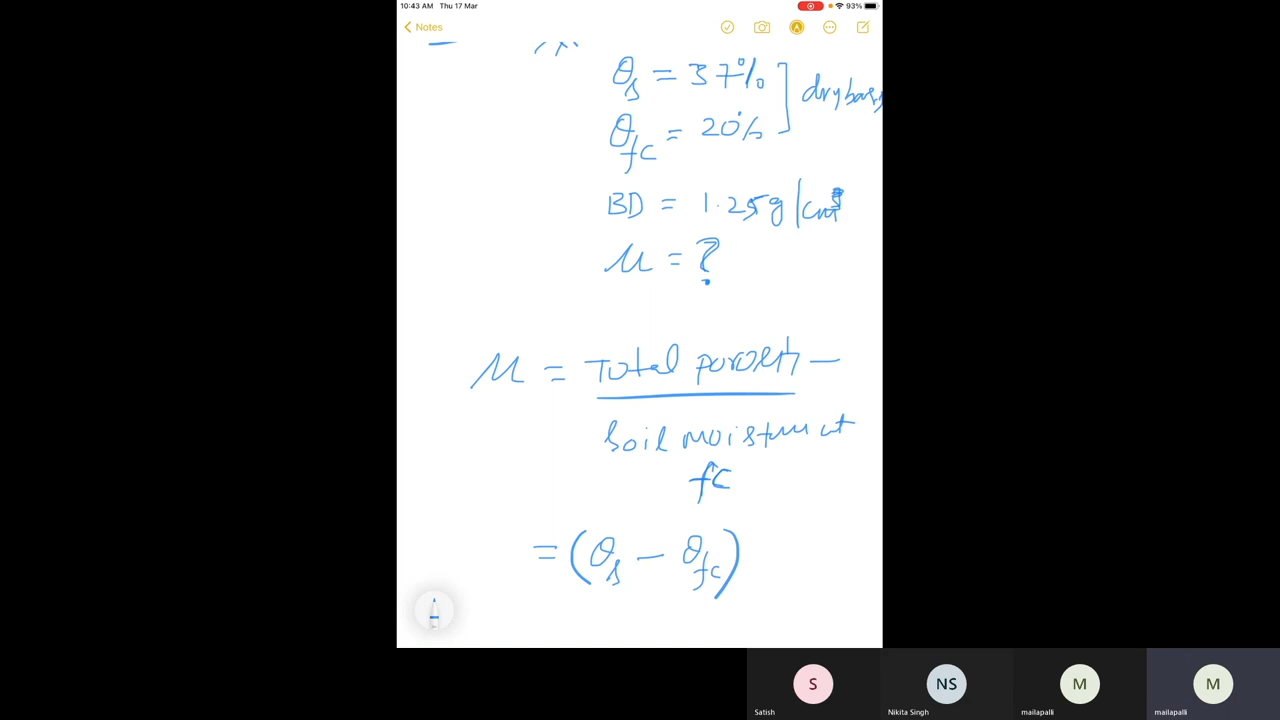 10:43 AM Thu 17 Mar
93%
Notes
θs = 37%
θfc = 20%
dry basis
BD = 1.25g/cm3
M = ?
M = Total porosity –
soil moisture at
fc
= (θs – θfc)
S
NS
M
M
Satish
Nikita Singh
mailapalli
mailapalli